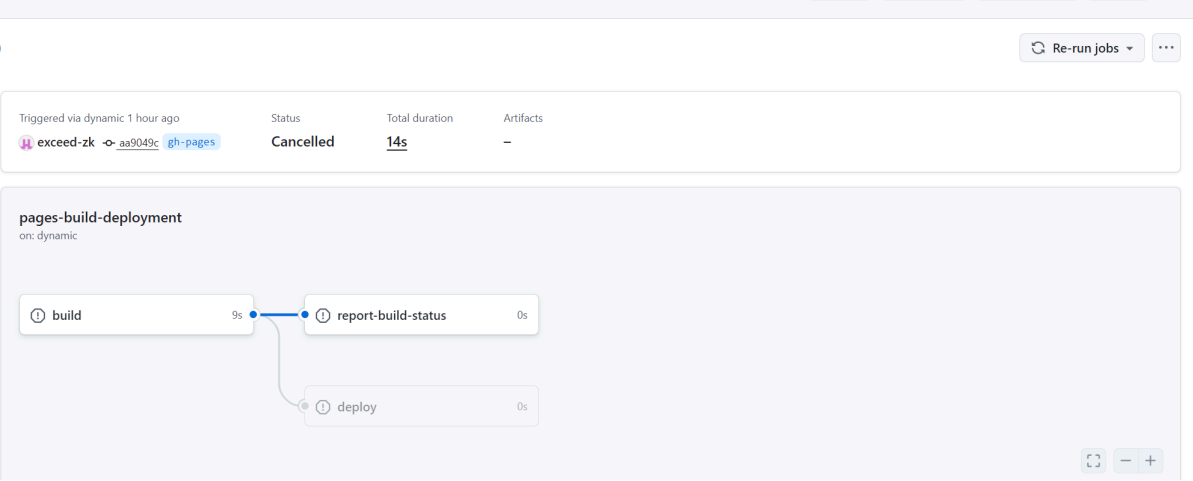 Re-run jobs
Triggered via dynamic 1 hour ago
Status
Total duration
Artifacts
exceed-zk aa9049c gh-pages
Cancelled
14s
–
pages-build-deployment
on: dynamic
build 9s
report-build-status 0s
deploy 0s